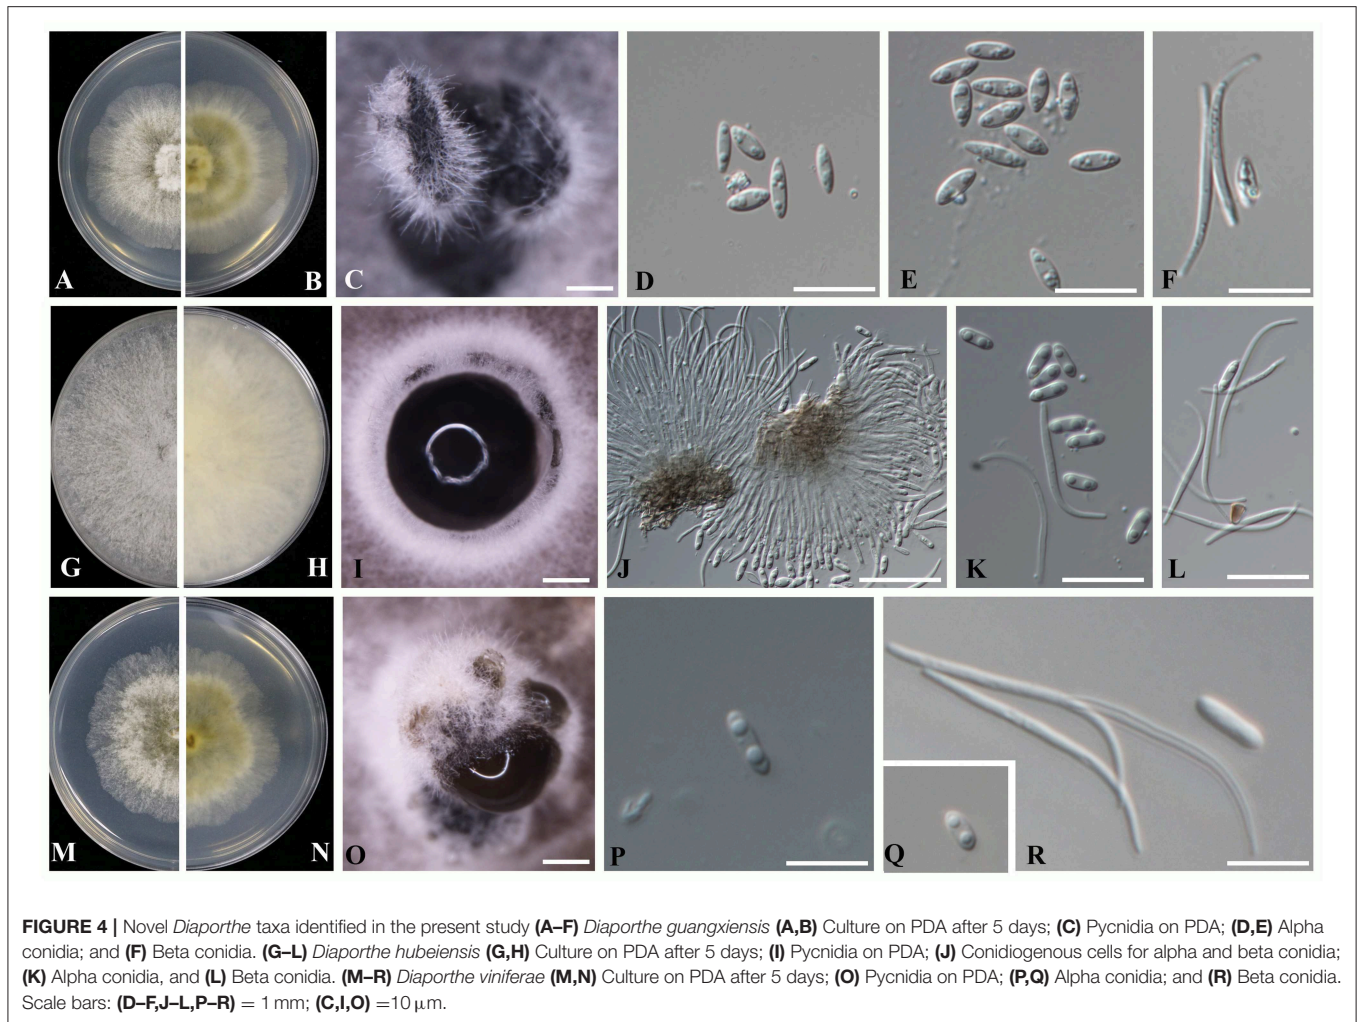 A B C D E F
G H I J K L
M N O P Q R
FIGURE 4 | Novel Diaporthe taxa identified in the present study (A–F) Diaporthe guangxiensis (A,B) Culture on PDA after 5 days; (C) Pycnidia on PDA; (D,E) Alpha
conidia; and (F) Beta conidia. (G–L) Diaporthe hubeiensis (G,H) Culture on PDA after 5 days; (I) Pycnidia on PDA; (J) Conidiogenous cells for alpha and beta conidia;
(K) Alpha conidia, and (L) Beta conidia. (M–R) Diaporthe viniferae (M,N) Culture on PDA after 5 days; (O) Pycnidia on PDA; (P,Q) Alpha conidia; and (R) Beta conidia.
Scale bars: (D–F,J–L,P–R) = 1 mm; (C,I,O) =10 μm.